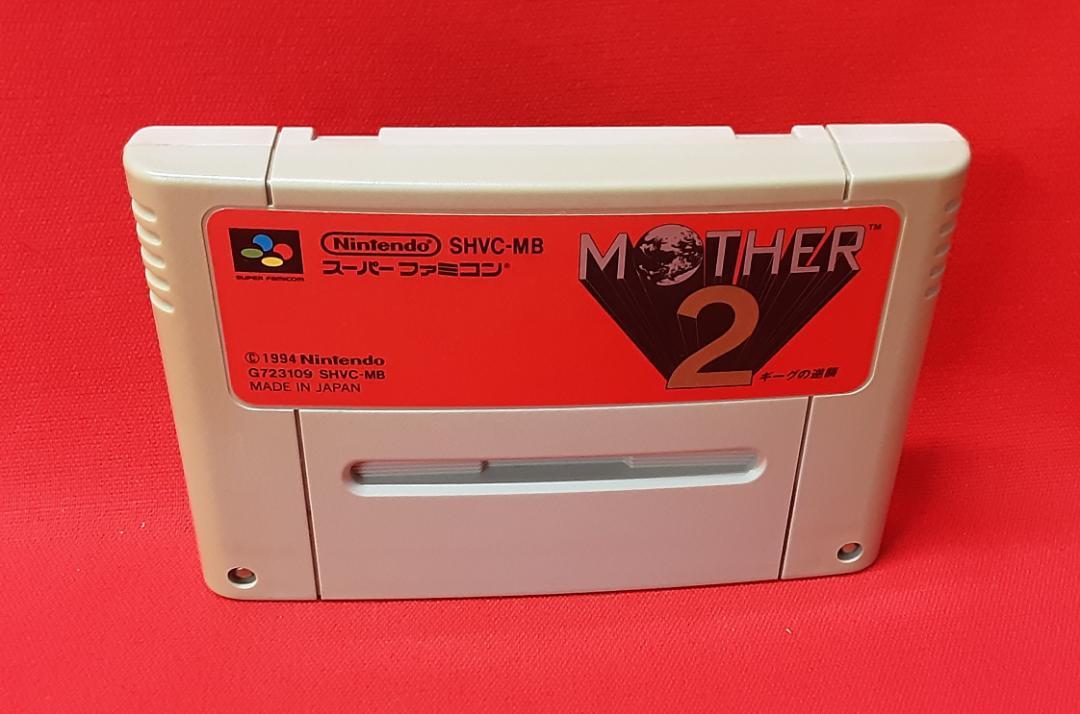 SUPER FAMICOM
Nintendo SHVC-MB
スーパーファミコン®
© 1994 Nintendo
G723109 SHVC-MB
MADE IN JAPAN
MOTHER™
2
ギーグの逆襲